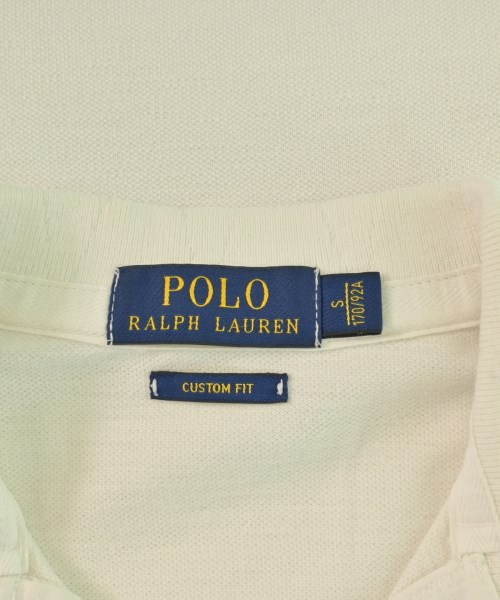 POLO
RALPH LAUREN
S
170/92A
CUSTOM FIT